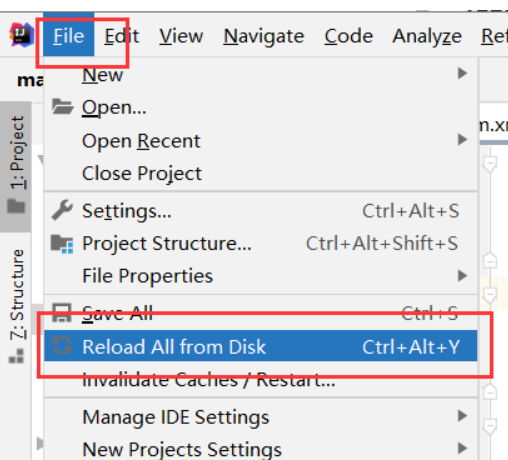 File Edit View Navigate Code Analyze Ref
ma
New
Open...
Open Recent
Close Project
Settings... Ctrl+Alt+S
Project Structure... Ctrl+Alt+Shift+S
File Properties
Save All Ctrl+S
Reload All from Disk Ctrl+Alt+Y
Invalidate Caches / Restart...
Manage IDE Settings
New Projects Settings
1: Project
7: Structure